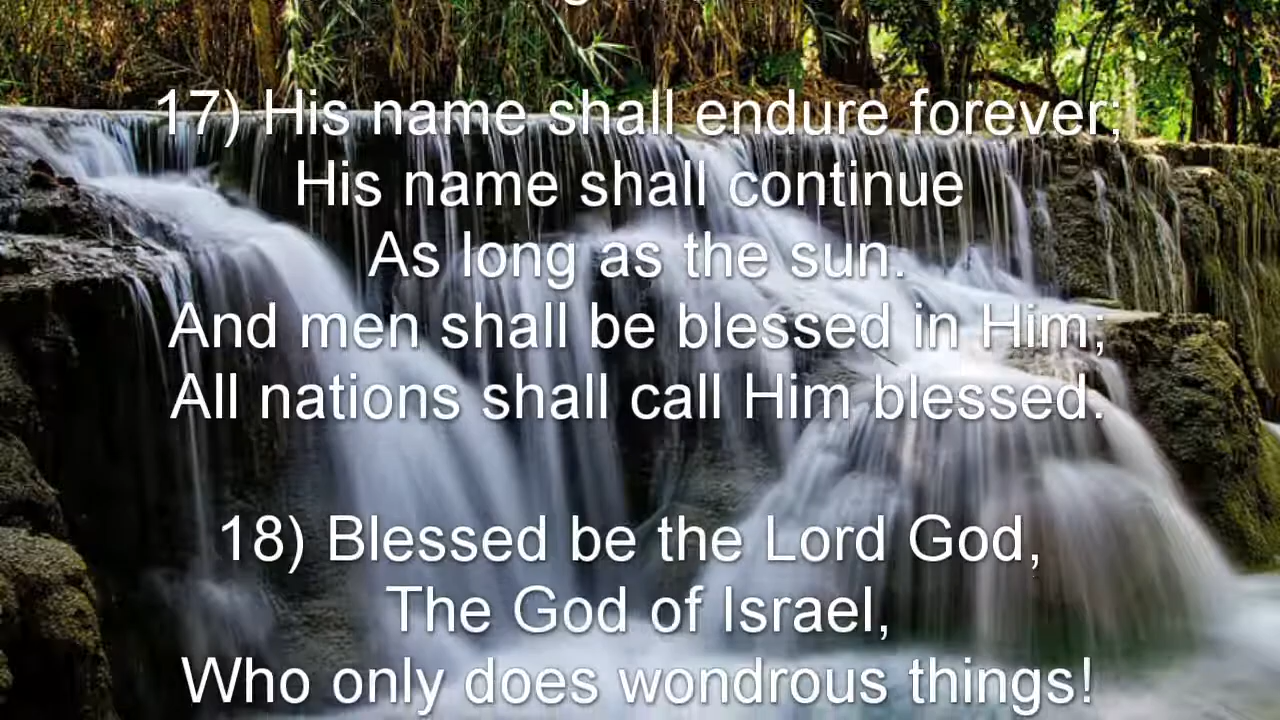 17) His name shall endure forever;
His name shall continue
As long as the sun.
And men shall be blessed in Him;
All nations shall call Him blessed.
18) Blessed be the Lord God,
The God of Israel,
Who only does wondrous things!